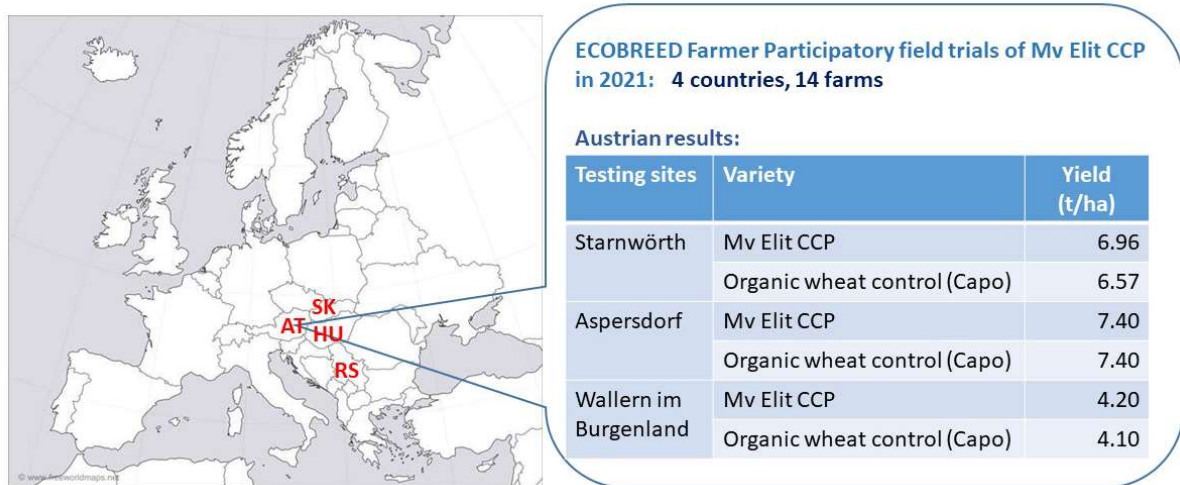 SK
AT
HU
RS
© www.freeworldmaps.net
ECOBREED Farmer Participatory field trials of Mv Elit CCP
in 2021: 4 countries, 14 farms
Austrian results:
Testing sites Variety Yield
(t/ha)
Starnwörth Mv Elit CCP 6.96
Organic wheat control (Capo) 6.57
Aspersdorf Mv Elit CCP 7.40
Organic wheat control (Capo) 7.40
Wallern im Mv Elit CCP 4.20
Burgenland Organic wheat control (Capo) 4.10